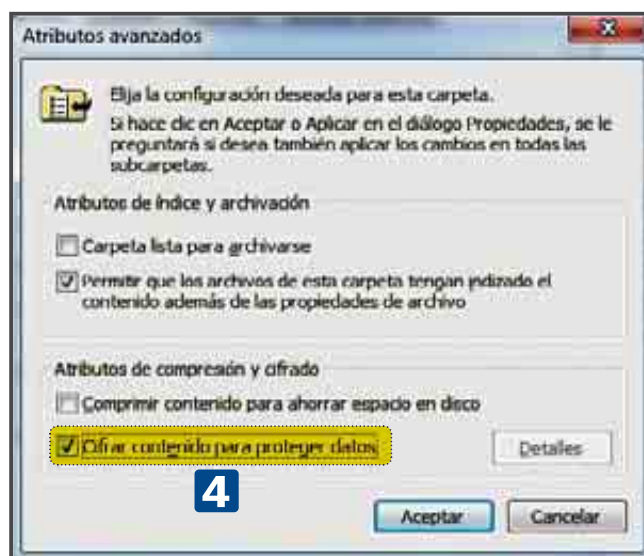 Atributos avanzados
Elija la configuración deseada para esta carpeta.
Si hace clic en Aceptar o Aplicar en el diálogo Propiedades, se le
preguntará si desea también aplicar los cambios en todas las
subcarpetas.
Atributos de índice y archivación
Carpeta lista para archivarse
Permitir que los archivos de esta carpeta tengan indizado el
contenido además de las propiedades de archivo
Atributos de compresión y cifrado
Comprimir contenido para ahorrar espacio en disco
Cifrar contenido para proteger datos
Detalles
4
Aceptar
Cancelar